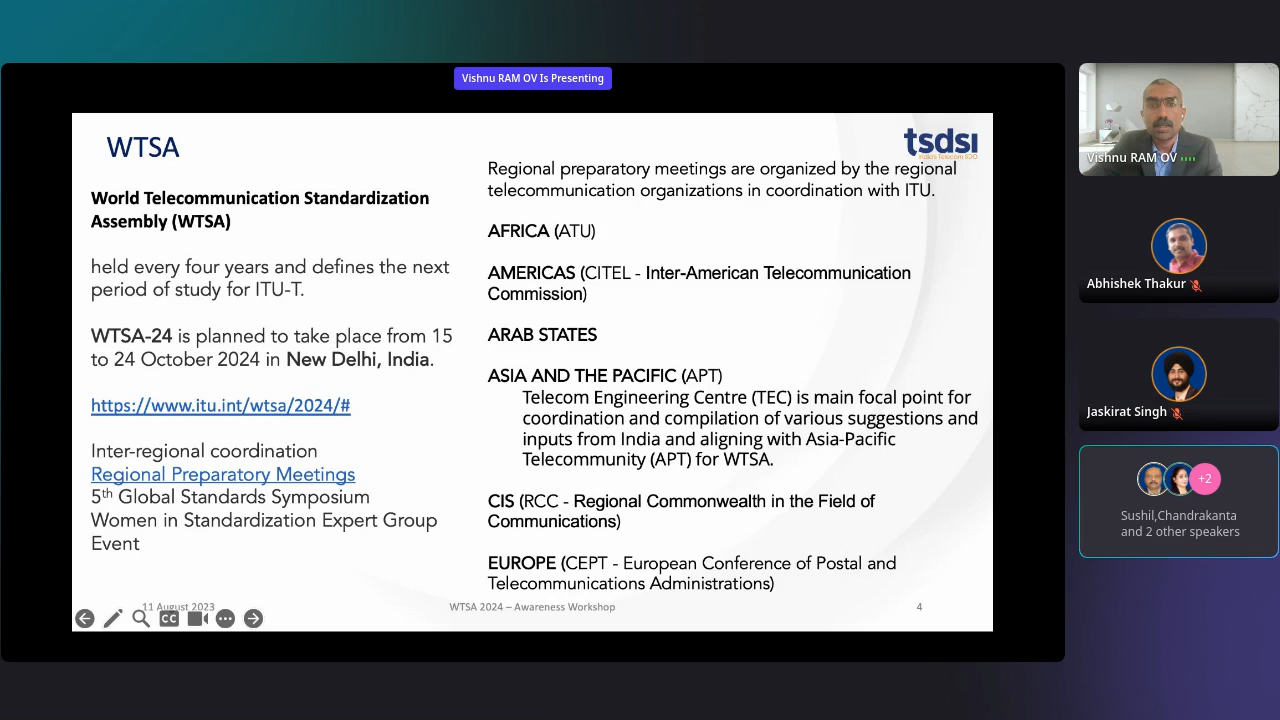 Vishnu RAM OV Is Presenting
WTSA
World Telecommunication Standardization
Assembly (WTSA)
held every four years and defines the next
period of study for ITU-T.
WTSA-24 is planned to take place from 15
to 24 October 2024 in New Delhi, India.
https://www.itu.int/wtsa/2024/#
Inter-regional coordination
Regional Preparatory Meetings
5th Global Standards Symposium
Women in Standardization Expert Group
Event
tsdsi
India's Telecom SDO
Regional preparatory meetings are organized by the regional
telecommunication organizations in coordination with ITU.
AFRICA (ATU)
AMERICAS (CITEL - Inter-American Telecommunication
Commission)
ARAB STATES
ASIA AND THE PACIFIC (APT)
Telecom Engineering Centre (TEC) is main focal point for
coordination and compilation of various suggestions and
inputs from India and aligning with Asia-Pacific
Telecommunity (APT) for WTSA.
CIS (RCC - Regional Commonwealth in the Field of
Communications)
EUROPE (CEPT - European Conference of Postal and
Telecommunications Administrations)
11 August 2023
WTSA 2024 – Awareness Workshop
4
CC
Vishnu RAM OV
Abhishek Thakur
Jaskirat Singh
+2
Sushil,Chandrakanta
and 2 other speakers